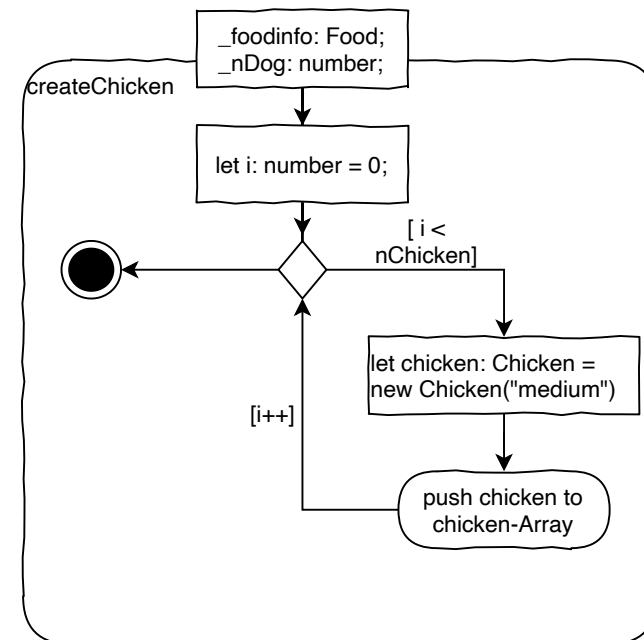 _foodinfo: Food;
_nDog: number;
createChicken
let i: number = 0;
[ i <
nChicken]
let chicken: Chicken =
new Chicken("medium")
[i++]
push chicken to
chicken-Array